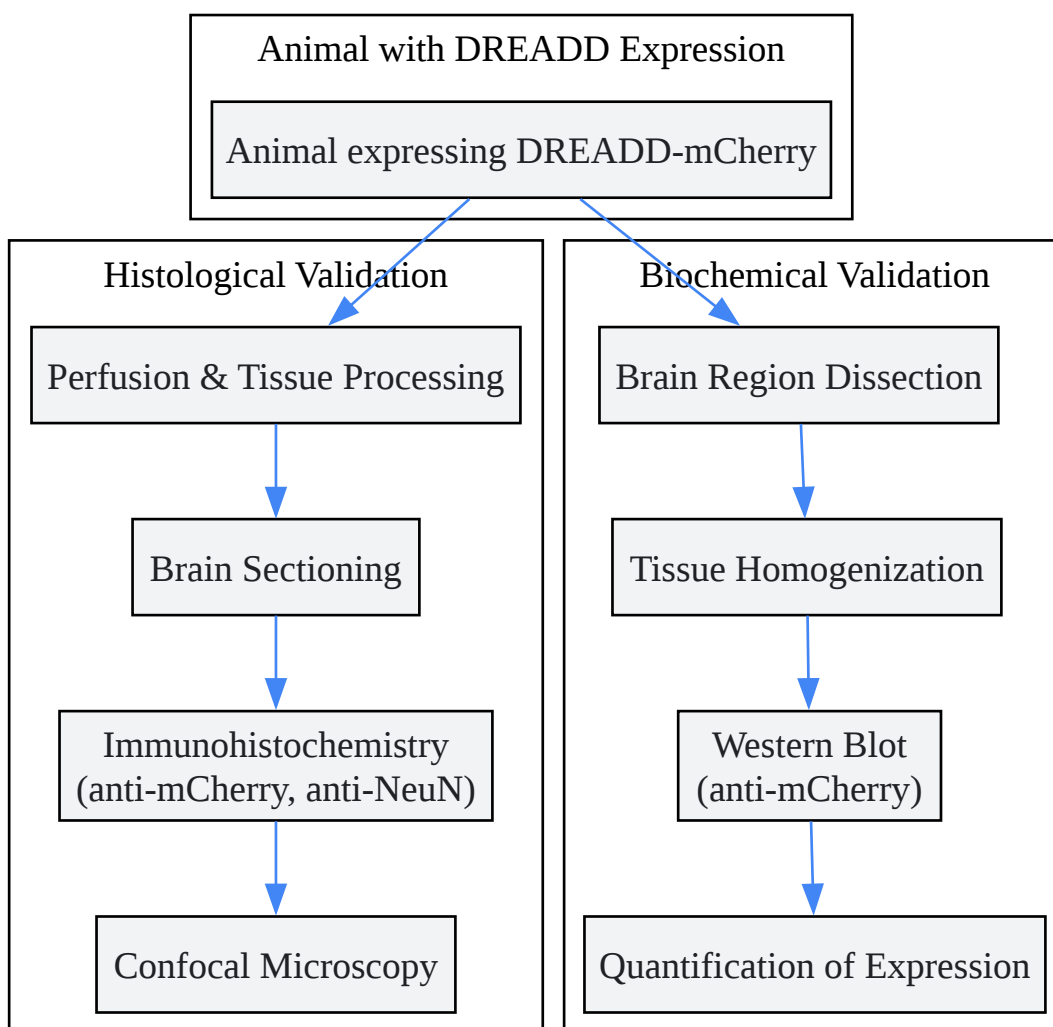 Animal with DREADD Expression
Animal expressing DREADD-mCherry
Histological Validation
Perfusion & Tissue Processing
Brain Sectioning
Immunohistochemistry
(anti-mCherry, anti-NeuN)
Confocal Microscopy
Biochemical Validation
Brain Region Dissection
Tissue Homogenization
Western Blot
(anti-mCherry)
Quantification of Expression